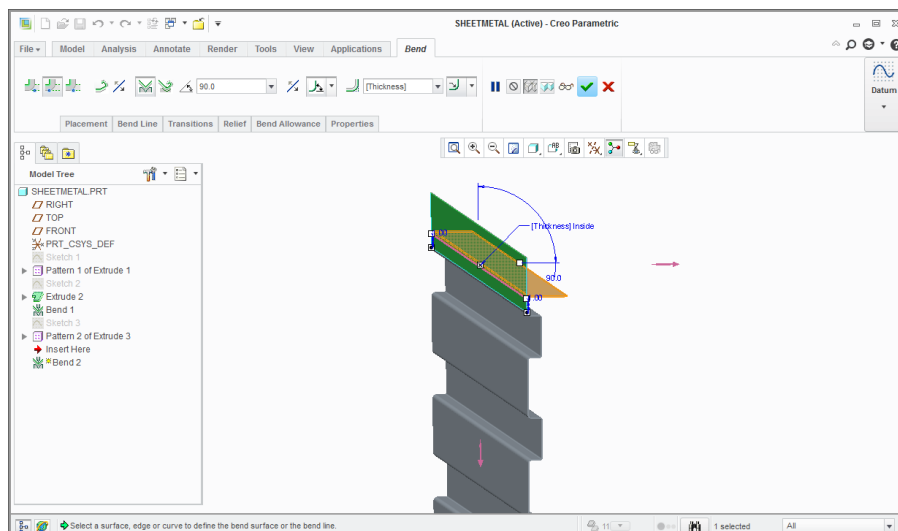 SHEETMETAL (Active) - Creo Parametric
File Model Analysis Annotate Render Tools View Applications Bend
90.0 [Thickness]
Datum
Placement Bend Line Transitions Relief Bend Allowance Properties
Model Tree
SHEETMETAL.PRT
RIGHT
TOP
FRONT
PRT_CSYS_DEF
Sketch 1
Pattern 1 of Extrude 1
Sketch 2
Extrude 2
Bend 1
Sketch 3
Pattern 2 of Extrude 3
Insert Here
Bend 2
[Thickness] Inside
90.0
.00
Select a surface, edge or curve to define the bend surface or the bend line.
11
1 selected
All